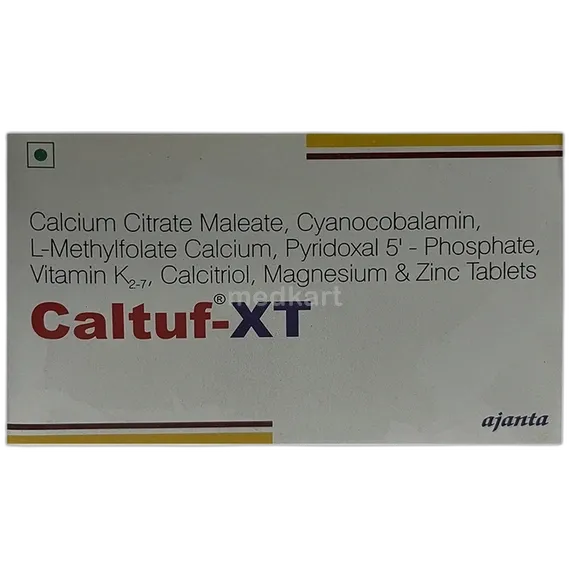 Calcium Citrate Maleate, Cyanocobalamin,
L-Methylfolate Calcium, Pyridoxal 5' - Phosphate,
Vitamin K2-7, Calcitriol, Magnesium & Zinc Tablets
medkart
Caltuf®-XT
ajanta